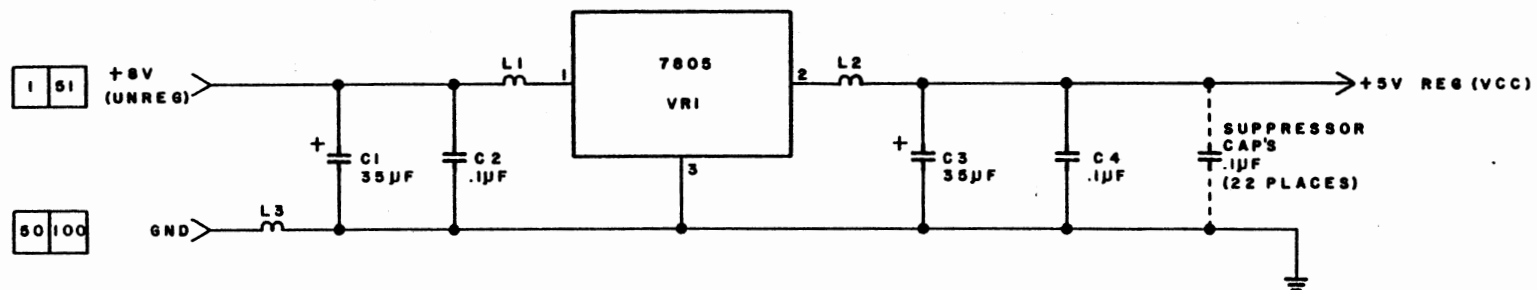 1 51
+8V
(UNREG)
L1
1
7805
VR1
2
L2
+5V REG (VCC)
+
C1
35µF
C2
.1µF
3
+
C3
35µF
C4
.1µF
SUPPRESSOR
CAP'S
.1µF
(22 PLACES)
50 100
GND
L3